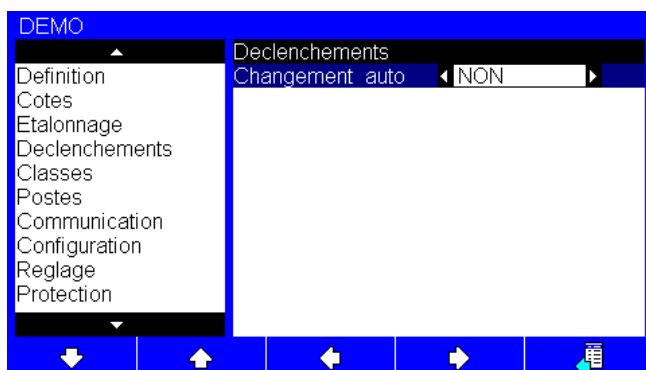 DEMO
Definition
Cotes
Etalonnage
Declenchements
Classes
Postes
Communication
Configuration
Reglage
Protection
Declenchements
Changement auto NON